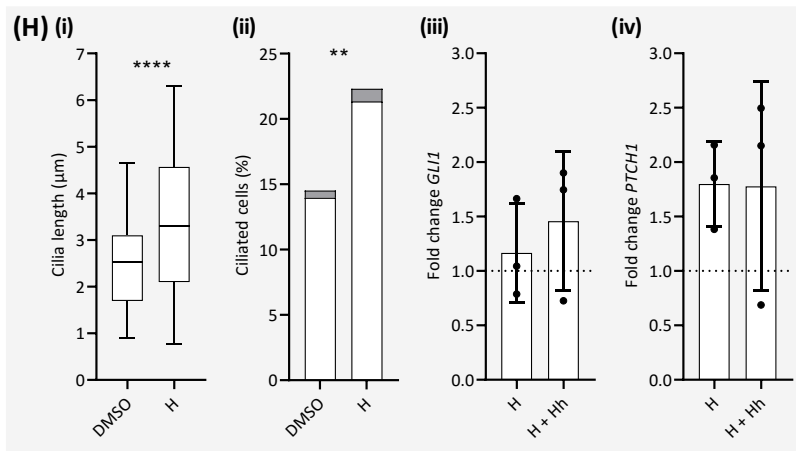 (H) (i) (ii) (iii) (iv)
Cilia length (µm)
7
6
5
4
3
2
1
0
****
DMSO
H
Ciliated cells (%)
25
20
15
10
5
0
**
DMSO
H
Fold change GLI1
3.0
2.5
2.0
1.5
1.0
0.5
0.0
H
H + Hh
Fold change PTCH1
3.0
2.5
2.0
1.5
1.0
0.5
0.0
H
H + Hh